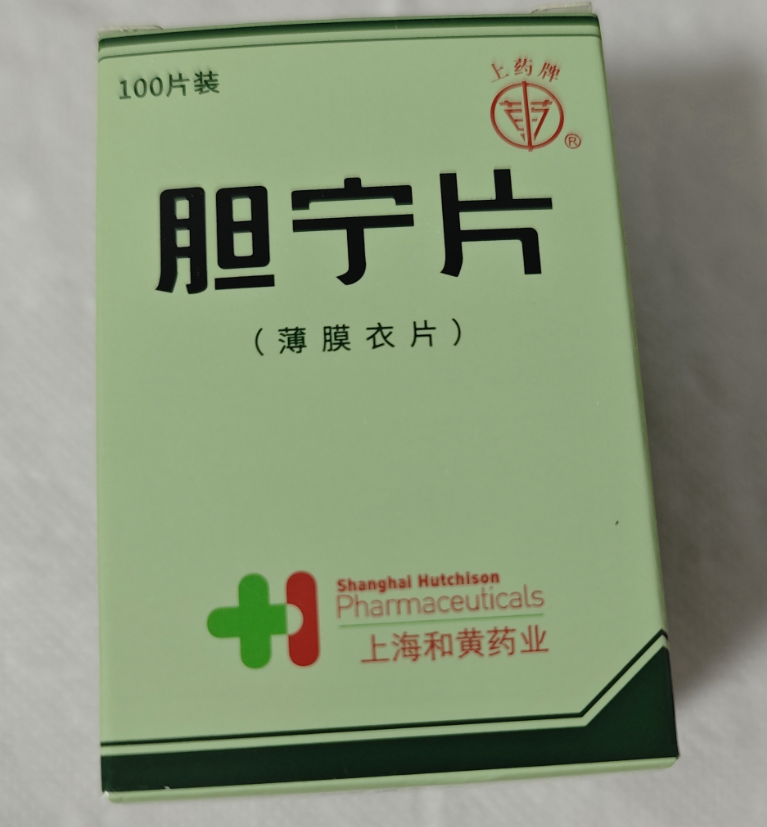 100片装
上药牌
®
胆宁片
(薄膜衣片)
Shanghai Hutchison
Pharmaceuticals
上海和黄药业